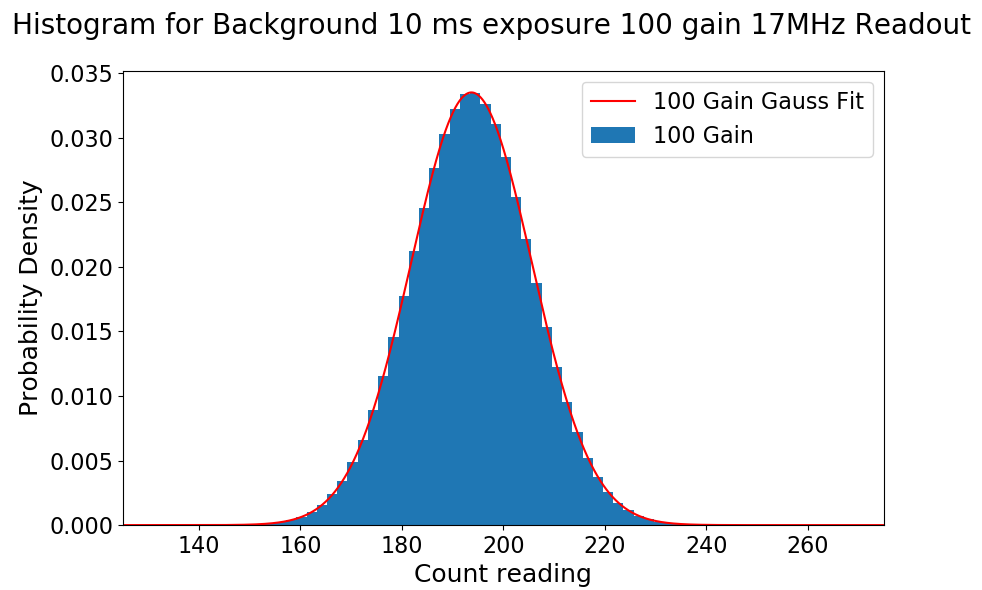 Histogram for Background 10 ms exposure 100 gain 17MHz Readout
100 Gain Gauss Fit
100 Gain
Probability Density
0.035
0.030
0.025
0.020
0.015
0.010
0.005
0.000
140 160 180 200 220 240 260
Count reading